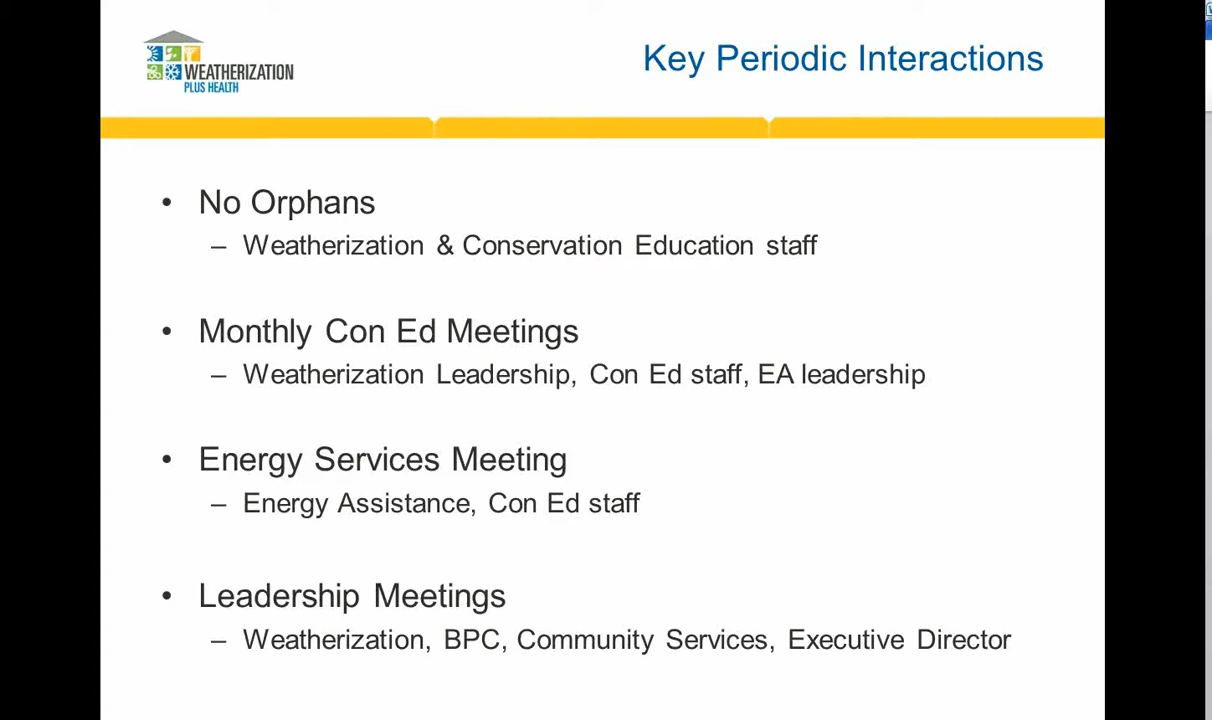 WEATHERIZATION
PLUS HEALTH
Key Periodic Interactions
• No Orphans
– Weatherization & Conservation Education staff
• Monthly Con Ed Meetings
– Weatherization Leadership, Con Ed staff, EA leadership
• Energy Services Meeting
– Energy Assistance, Con Ed staff
• Leadership Meetings
– Weatherization, BPC, Community Services, Executive Director